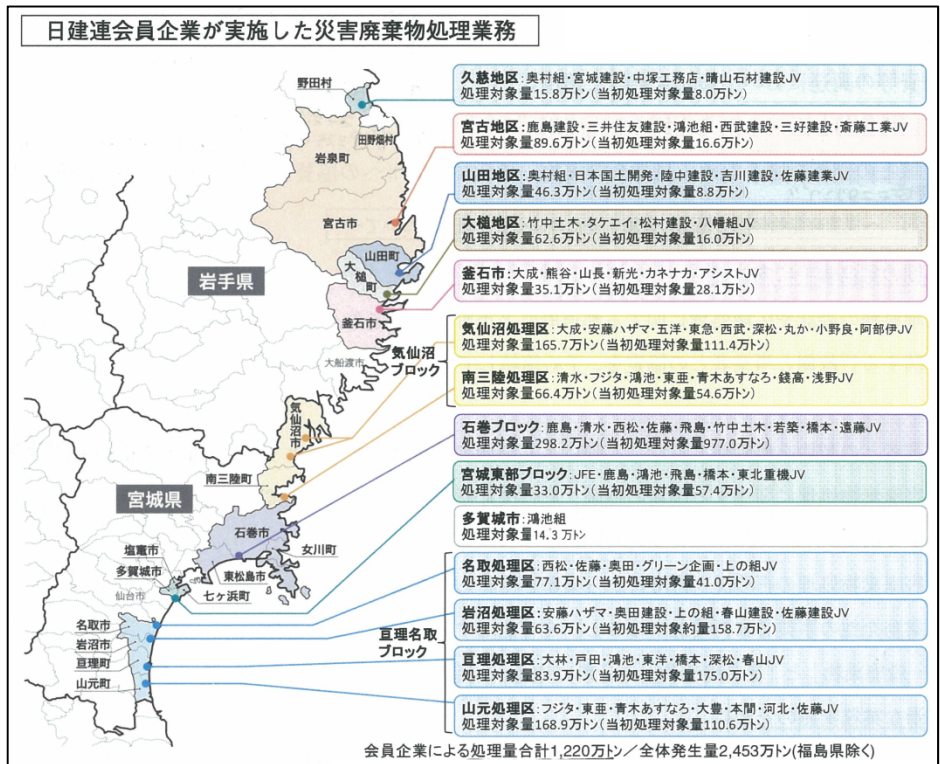 日建連会員企業が実施した災害廃棄物処理業務
野田村
田野畑村
岩泉町
宮古市
山田町
大槌町
岩手県
釜石市
大船渡市
気仙沼ブロック
気仙沼市
南三陸町
宮城県
石巻市
女川町
塩竈市
東松島市
多賀城市
七ヶ浜町
仙台市
名取市
岩沼市
亘理町
山元町
亘理名取ブロック
久慈地区:奥村組・宮城建設・中塚工務店・晴山石材建設JV
処理対象量15.8万トン(当初処理対象量8.0万トン)
宮古地区:鹿島建設・三井住友建設・鴻池組・西武建設・三好建設・斎藤工業JV
処理対象量89.6万トン(当初処理対象量16.6万トン)
山田地区:奥村組・日本国土開発・陸中建設・吉川建設・佐藤建業JV
処理対象量46.3万トン(当初処理対象量8.8万トン)
大槌地区:竹中土木・タケエイ・松村建設・八幡組JV
処理対象量62.6万トン(当初処理対象量16.0万トン)
釜石市:大成・熊谷・山長・新光・カネナカ・アシストJV
処理対象量35.1万トン(当初処理対象量28.1万トン)
気仙沼処理区:大成・安藤ハザマ・五洋・東急・西武・深松・丸か・小野良・阿部伊JV
処理対象量165.7万トン(当初処理対象量111.4万トン)
南三陸処理区:清水・フジタ・鴻池・東亜・青木あすなろ・錢高・浅野JV
処理対象量66.4万トン(当初処理対象量54.6万トン)
石巻ブロック:鹿島・清水・西松・佐藤・飛島・竹中土木・若築・橋本・遠藤JV
処理対象量298.2万トン(当初処理対象量977.0万トン)
宮城東部ブロック:JFE・鹿島・鴻池・飛島・橋本・東北重機JV
処理対象量33.0万トン(当初処理対象量57.4万トン)
多賀城市:鴻池組
処理対象量14.3万トン
名取処理区:西松・佐藤・奥田・グリーン企画・上の組JV
処理対象量77.1万トン(当初処理対象量41.0万トン)
岩沼処理区:安藤ハザマ・奥田建設・上の組・春山建設・佐藤建設JV
処理対象量63.6万トン(当初処理対象約量158.7万トン)
亘理処理区:大林・戸田・鴻池・東洋・橋本・深松・春山JV
処理対象量83.9万トン(当初処理対象量175.0万トン)
山元処理区:フジタ・東亜・青木あすなろ・大豊・本間・河北・佐藤JV
処理対象量168.9万トン(当初処理対象量110.6万トン)
会員企業による処理量合計1,220万トン／全体発生量2,453万トン(福島県除く)